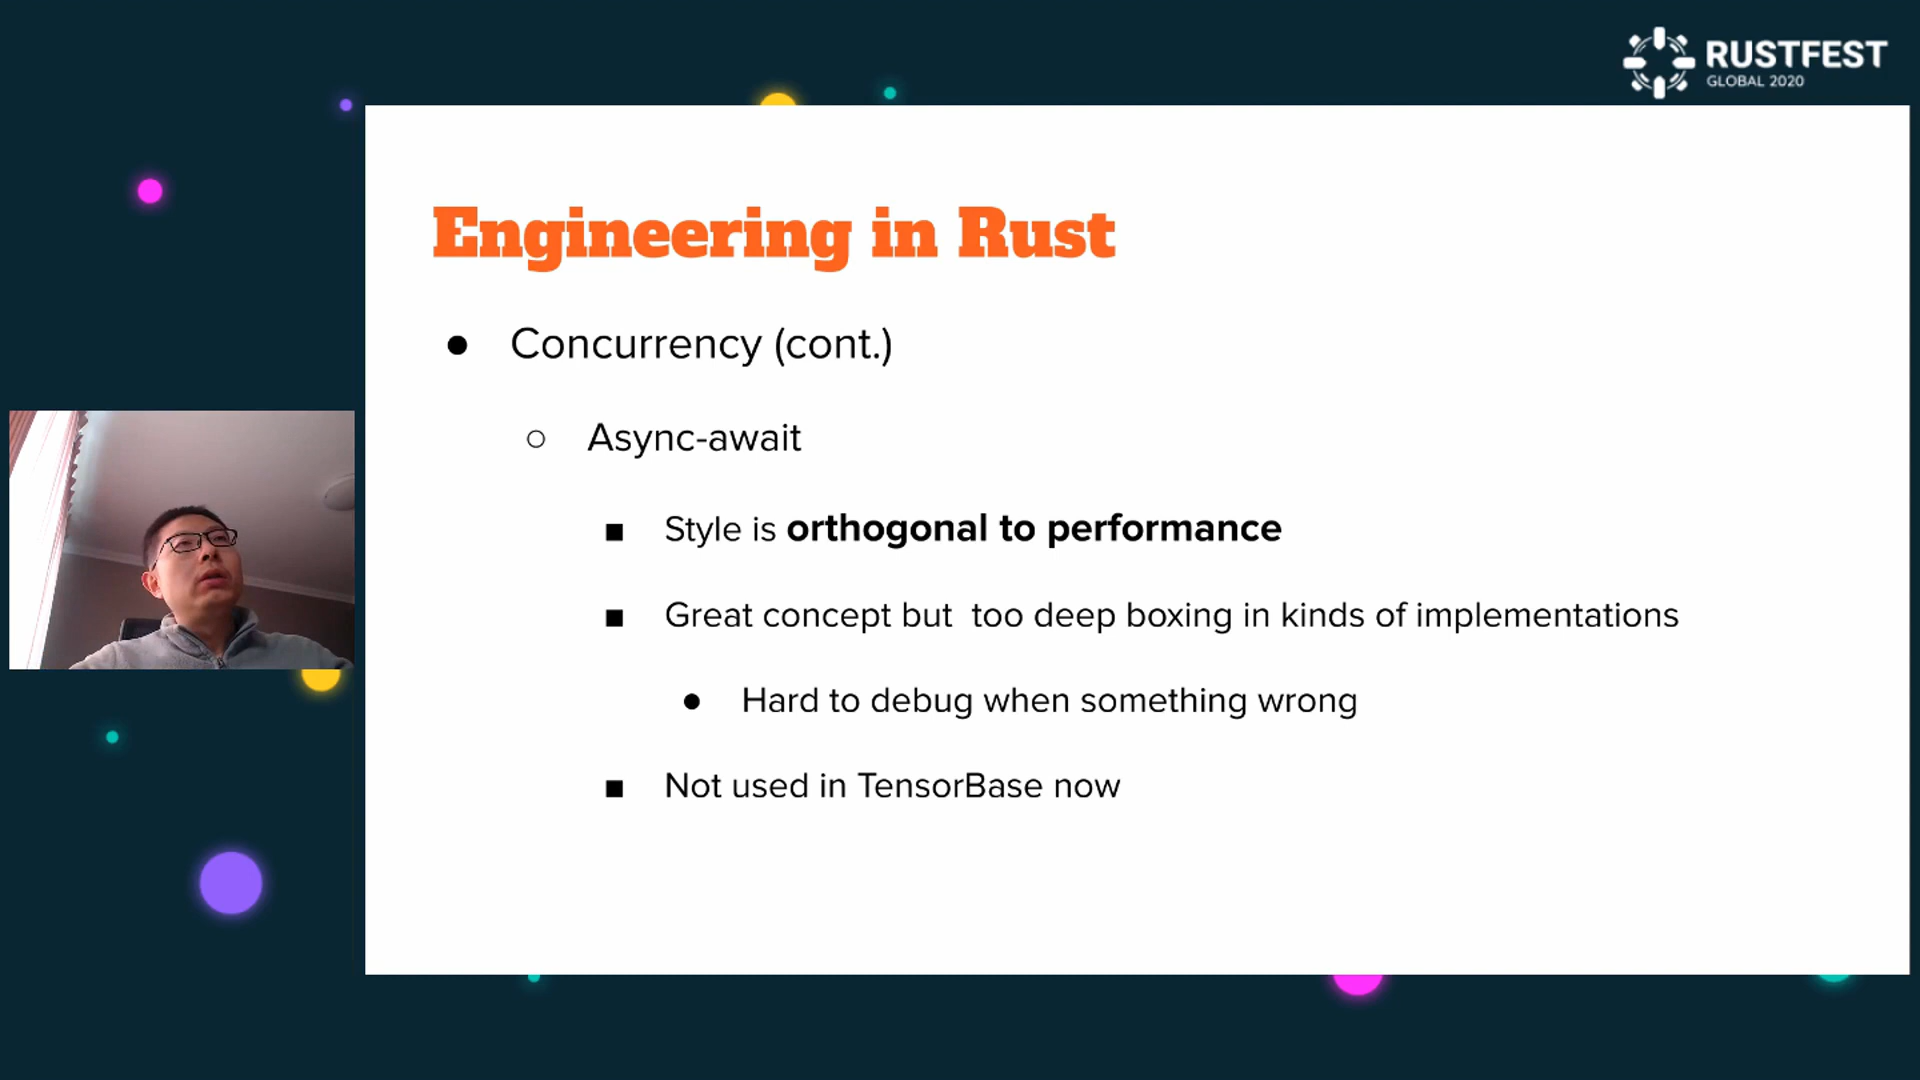 RUSTFEST
GLOBAL 2020
Engineering in Rust
● Concurrency (cont.)
○ Async-await
■ Style is orthogonal to performance
■ Great concept but  too deep boxing in kinds of implementations
● Hard to debug when something wrong
■ Not used in TensorBase now